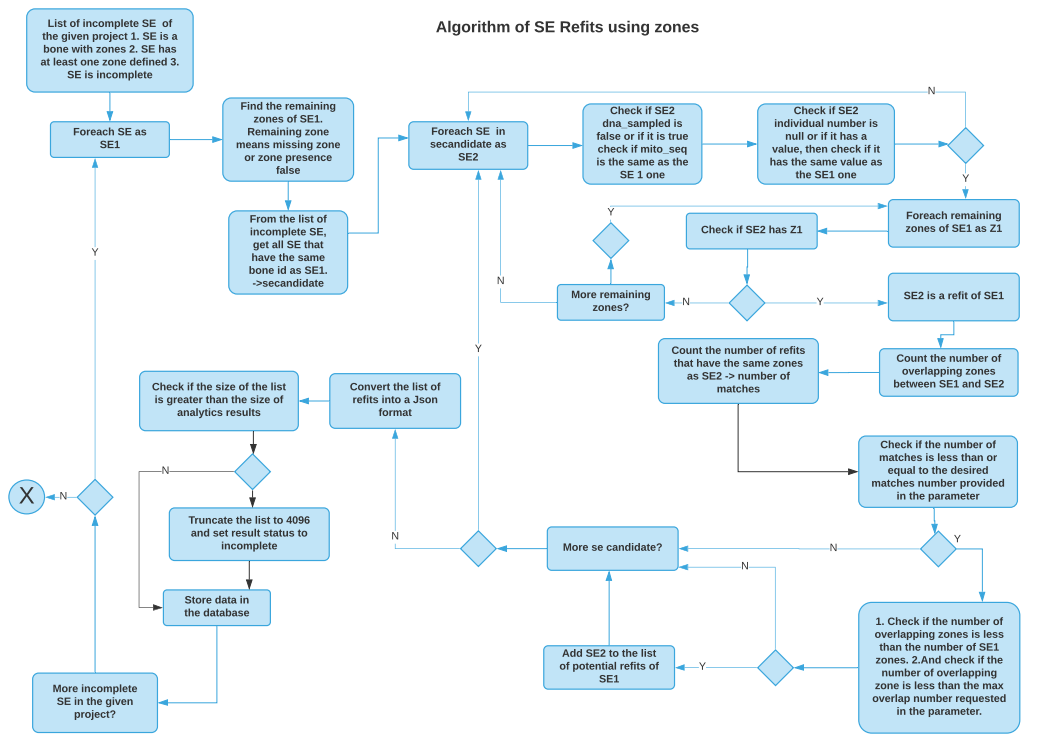 Algorithm of SE Refits using zones
List of incomplete SE of
the given project 1. SE is a
bone with zones 2. SE has
at least one zone defined 3.
SE is incomplete
Foreach SE as
SE1
Find the remaining
zones of SE1.
Remaining zone
means missing zone
or zone presence
false
From the list of
incomplete SE,
get all SE that
have the same
bone id as SE1.
->secandidate
Foreach SE in
secandidate as
SE2
Check if SE2
dna_sampled is
false or if it is true
check if mito_seq
is the same as the
SE 1 one
Check if SE2
individual number is
null or if it has a
value, then check if it
has the same value as
the SE1 one
N
Y
Foreach remaining
zones of SE1 as Z1
Check if SE2 has Z1
Y
N
More remaining
zones?
N
Y
SE2 is a refit of SE1
Count the number of
overlapping zones
between SE1 and SE2
Count the number of refits
that have the same zones
as SE2 -> number of
matches
Check if the number of
matches is less than or
equal to the desired
matches number provided
in the parameter
Y
N
1. Check if the number of
overlapping zones is less
than the number of SE1
zones. 2.And check if the
number of overlapping
zone is less than the max
overlap number requested
in the parameter.
N
Y
Add SE2 to the list
of potential refits of
SE1
More se candidate?
Y
N
Convert the list of
refits into a Json
format
Check if the size of the list
is greater than the size of
analytics results
N
Truncate the list to 4096
and set result status to
incomplete
Store data in
the database
More incomplete
SE in the given
project?
Y
N
X